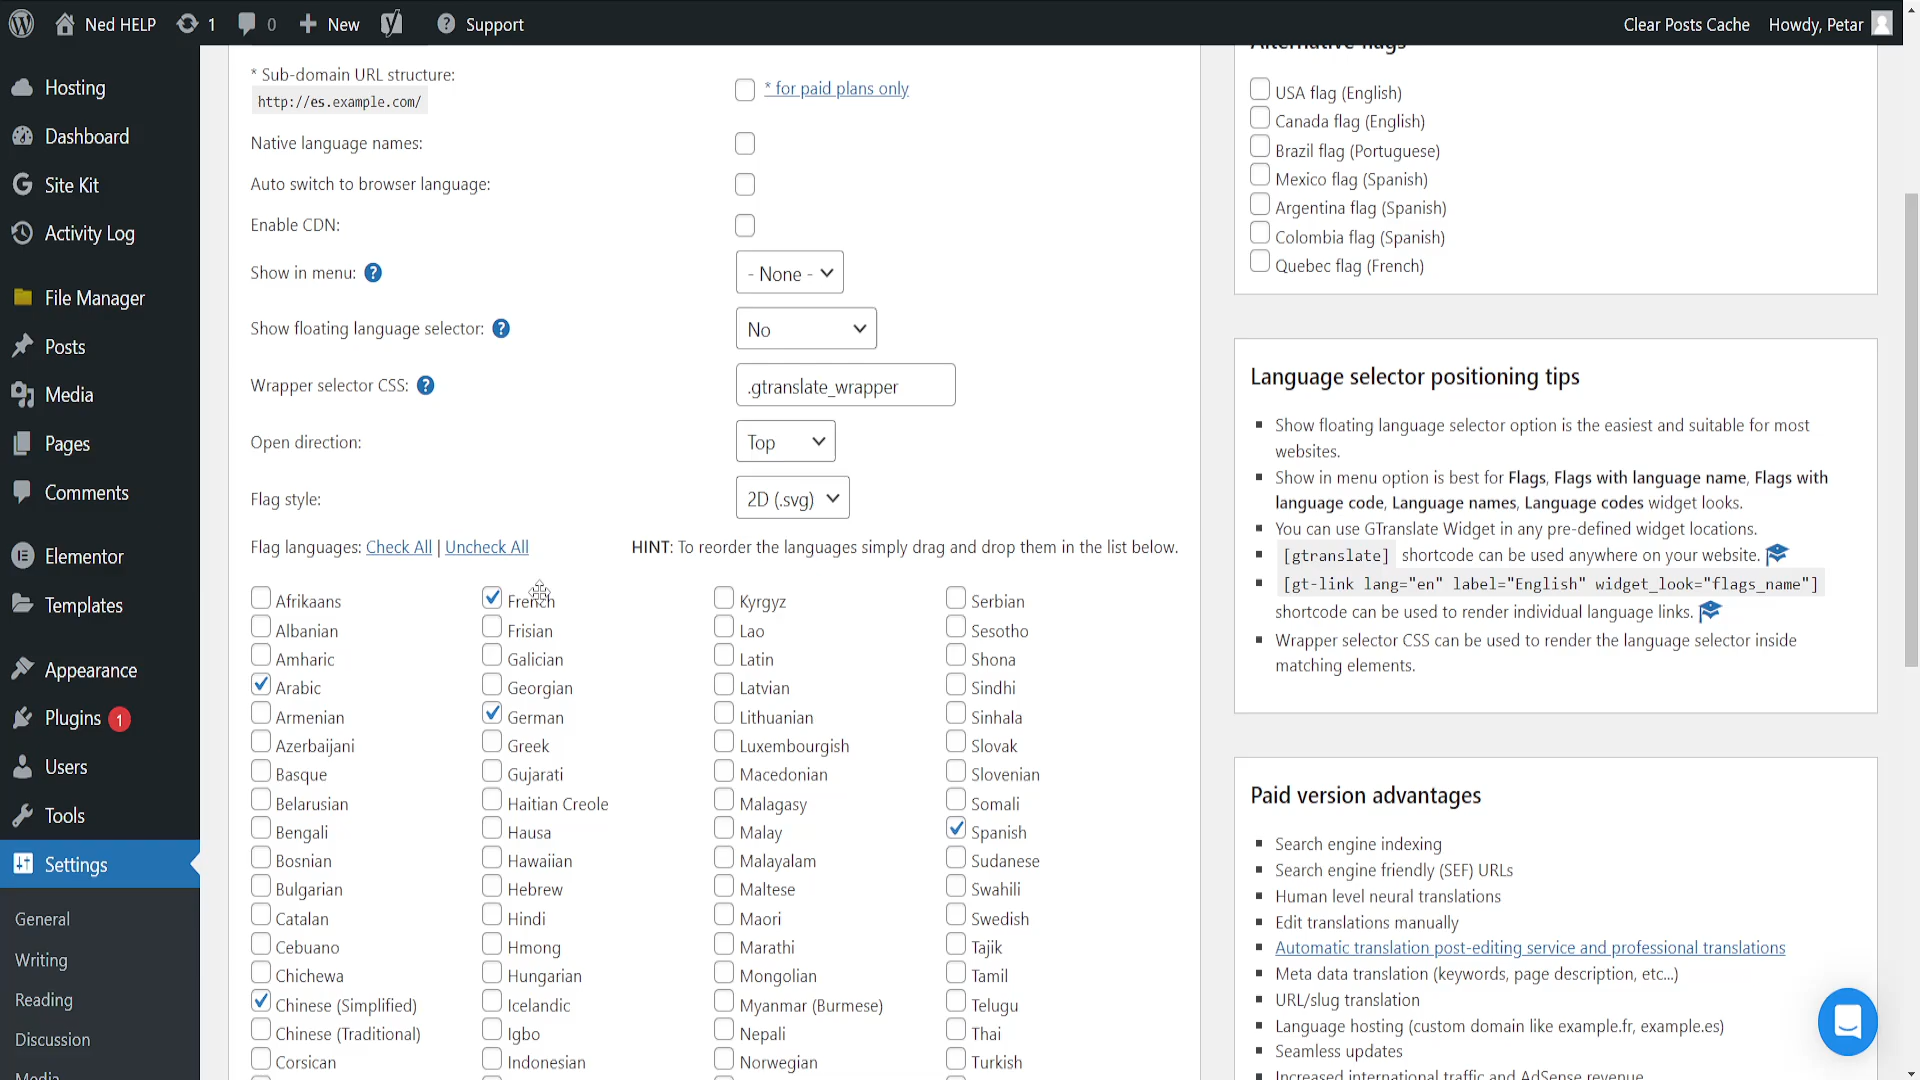 Ned HELP
1
0
New
Support
Clear Posts Cache
Howdy, Petar
Hosting
Dashboard
Site Kit
Activity Log
File Manager
Posts
Media
Pages
Comments
Elementor
Templates
Appearance
Plugins 1
Users
Tools
Settings
General
Writing
Reading
Discussion
Media
* Sub-domain URL structure:
http://es.example.com/
* for paid plans only
Native language names:
Auto switch to browser language:
Enable CDN:
Show in menu: ?
- None -
Show floating language selector: ?
No
Wrapper selector CSS: ?
.gtranslate_wrapper
Open direction:
Top
Flag style:
2D (.svg)
Flag languages: Check All | Uncheck All
HINT: To reorder the languages simply drag and drop them in the list below.
Afrikaans
Albanian
Amharic
Arabic
Armenian
Azerbaijani
Basque
Belarusian
Bengali
Bosnian
Bulgarian
Catalan
Cebuano
Chichewa
Chinese (Simplified)
Chinese (Traditional)
Corsican
French
Frisian
Galician
Georgian
German
Greek
Gujarati
Haitian Creole
Hausa
Hawaiian
Hebrew
Hindi
Hmong
Hungarian
Icelandic
Igbo
Indonesian
Kyrgyz
Lao
Latin
Latvian
Lithuanian
Luxembourgish
Macedonian
Malagasy
Malay
Malayalam
Maltese
Maori
Marathi
Mongolian
Myanmar (Burmese)
Nepali
Norwegian
Serbian
Sesotho
Shona
Sindhi
Sinhala
Slovak
Slovenian
Somali
Spanish
Sudanese
Swahili
Swedish
Tajik
Tamil
Telugu
Thai
Turkish
Alternative flags
USA flag (English)
Canada flag (English)
Brazil flag (Portuguese)
Mexico flag (Spanish)
Argentina flag (Spanish)
Colombia flag (Spanish)
Quebec flag (French)
Language selector positioning tips
Show floating language selector option is the easiest and suitable for most
websites.
Show in menu option is best for Flags, Flags with language name, Flags with
language code, Language names, Language codes widget looks.
You can use GTranslate Widget in any pre-defined widget locations.
[gtranslate] shortcode can be used anywhere on your website.
[gt-link lang="en" label="English" widget_look="flags_name"]
shortcode can be used to render individual language links.
Wrapper selector CSS can be used to render the language selector inside
matching elements.
Paid version advantages
Search engine indexing
Search engine friendly (SEF) URLs
Human level neural translations
Edit translations manually
Automatic translation post-editing service and professional translations
Meta data translation (keywords, page description, etc...)
URL/slug translation
Language hosting (custom domain like example.fr, example.es)
Seamless updates
Increased international traffic and AdSense revenue